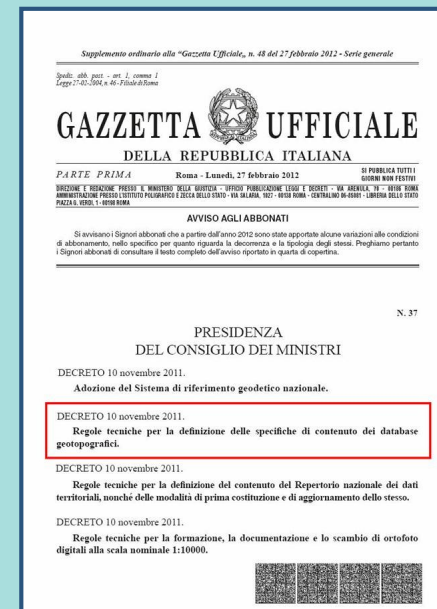 Supplemento ordinario alla “Gazzetta Ufficiale„ n. 48 del 27 febbraio 2012 - Serie generale
Spediz. abb. post. - art. 1, comma 1
Legge 27-02-2004, n. 46 - Filiale di Roma
GAZZETTA UFFICIALE
DELLA REPUBBLICA ITALIANA
PARTE PRIMA
Roma - Lunedì, 27 febbraio 2012
SI PUBBLICA TUTTI I
GIORNI NON FESTIVI
DIREZIONE E REDAZIONE PRESSO IL MINISTERO DELLA GIUSTIZIA - UFFICIO PUBBLICAZIONE LEGGI E DECRETI - VIA ARENULA, 70 - 00186 ROMA
AMMINISTRAZIONE PRESSO L'ISTITUTO POLIGRAFICO E ZECCA DELLO STATO - VIA SALARIA, 1027 - 00138 ROMA - CENTRALINO 06-85081 - LIBRERIA DELLO STATO
PIAZZA G. VERDI, 1 - 00198 ROMA
AVVISO AGLI ABBONATI
Si avvisano i Signori abbonati che a partire dall'anno 2012 sono state apportate alcune variazioni alle condizioni
di abbonamento, nello specifico per quanto riguarda la decorrenza e la tipologia degli stessi. Preghiamo pertanto
i Signori abbonati di consultare il testo completo dell'avviso riportato in quarta di copertina.
N. 37
PRESIDENZA
DEL CONSIGLIO DEI MINISTRI
DECRETO 10 novembre 2011.
Adozione del Sistema di riferimento geodetico nazionale.
DECRETO 10 novembre 2011.
Regole tecniche per la definizione delle specifiche di contenuto dei database
geotopografici.
DECRETO 10 novembre 2011.
Regole tecniche per la definizione del contenuto del Repertorio nazionale dei dati
territoriali, nonché delle modalità di prima costituzione e di aggiornamento dello stesso.
DECRETO 10 novembre 2011.
Regole tecniche per la formazione, la documentazione e lo scambio di ortofoto
digitali alla scala nominale 1:10000.